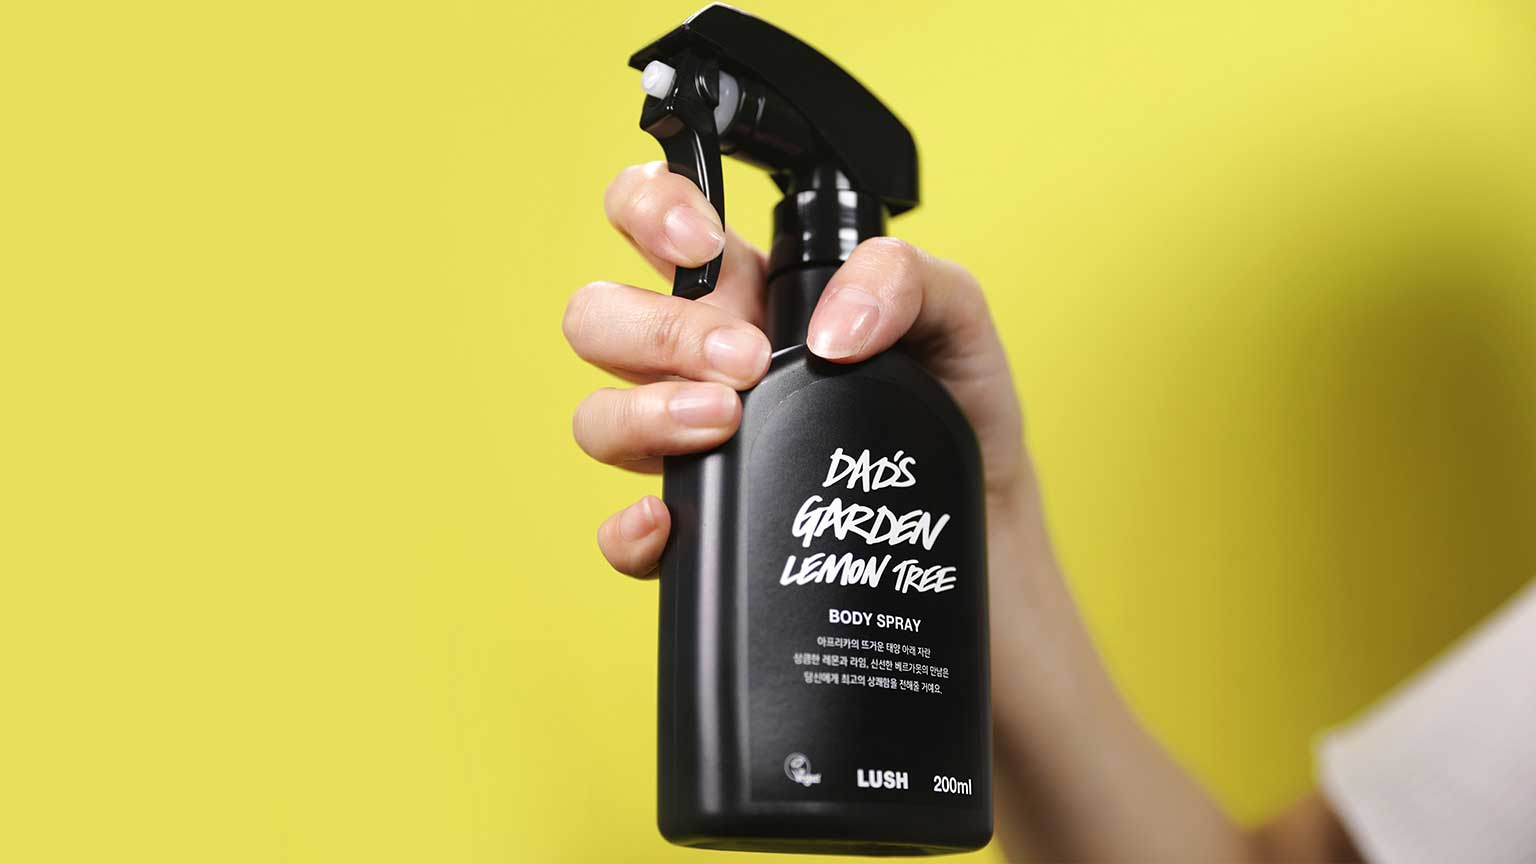 DAD'S
GARDEN
LEMON TREE
BODY SPRAY
아프리카의 뜨거운 태양 아래 자란
상큼한 레몬과 라임, 신선한 베르가못의 만남은
당신에게 최고의 상쾌함을 전해줄 거예요.
LUSH 200ml